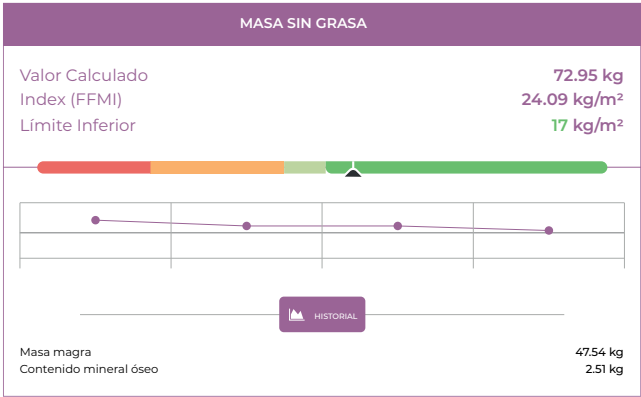 MASA SIN GRASA
Valor Calculado 72.95 kg
Index (FFMI) 24.09 kg/m²
Límite Inferior 17 kg/m²
HISTORIAL
Masa magra 47.54 kg
Contenido mineral óseo 2.51 kg